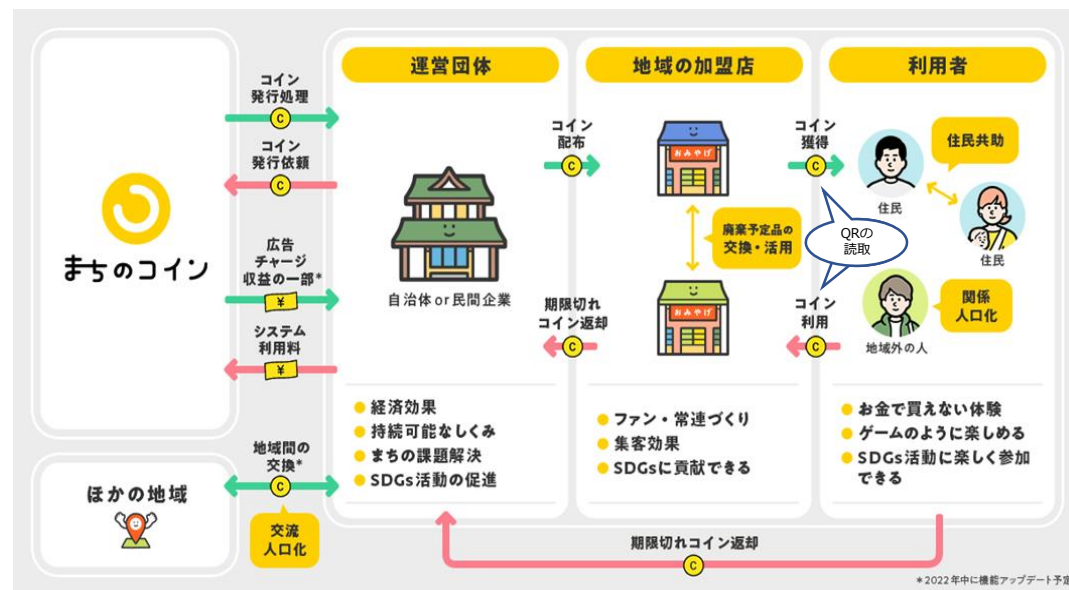 運営団体
地域の加盟店
利用者
コイン
発行処理
C
コイン
発行依頼
C
まちのコイン
広告
チャージ
収益の一部*
¥
システム
利用料
¥
自治体or民間企業
コイン
配布
C
期限切れ
コイン返却
C
おみやげ
廃棄予定品の
交換・活用
おみやげ
コイン
獲得
C
QRの
読取
コイン
利用
C
住民共助
住民
住民
関係
人口化
地域外の人
経済効果
持続可能なしくみ
まちの課題解決
SDGs活動の促進
ファン・常連づくり
集客効果
SDGsに貢献できる
お金で買えない体験
ゲームのように楽しめる
SDGs活動に楽しく参加
できる
ほかの地域
地域間の
交換*
C
交流
人口化
期限切れコイン返却
C
*2022年中に機能アップデート予定